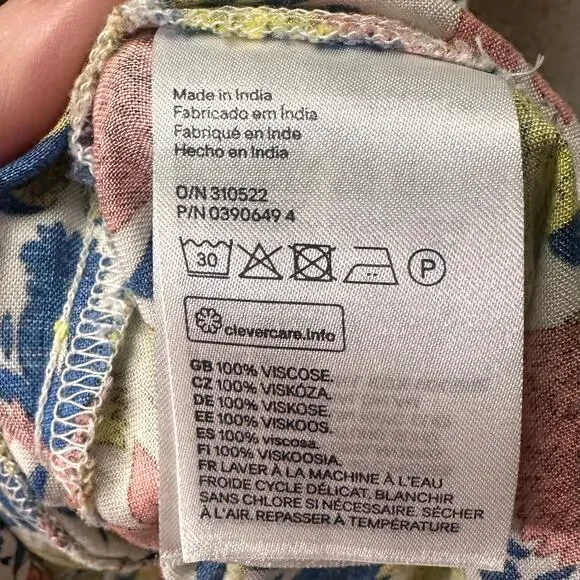 Made in India
Fabricado em Índia
Fabriqué en Inde
Hecho en India
O/N 310522
P/N 0390649 4
30 P
clevercare.info
GB 100% VISCOSE.
CZ 100% VISKÓZA.
DE 100% VISKOSE.
EE 100% VISKOOS.
ES 100% viscosa.
FI 100% VISKOOSIA.
FR LAVER À LA MACHINE À L'EAU
FROIDE CYCLE DÉLICAT. BLANCHIR
SANS CHLORE SI NÉCESSAIRE. SÉCHER
À L'AIR. REPASSER À TEMPÉRATURE